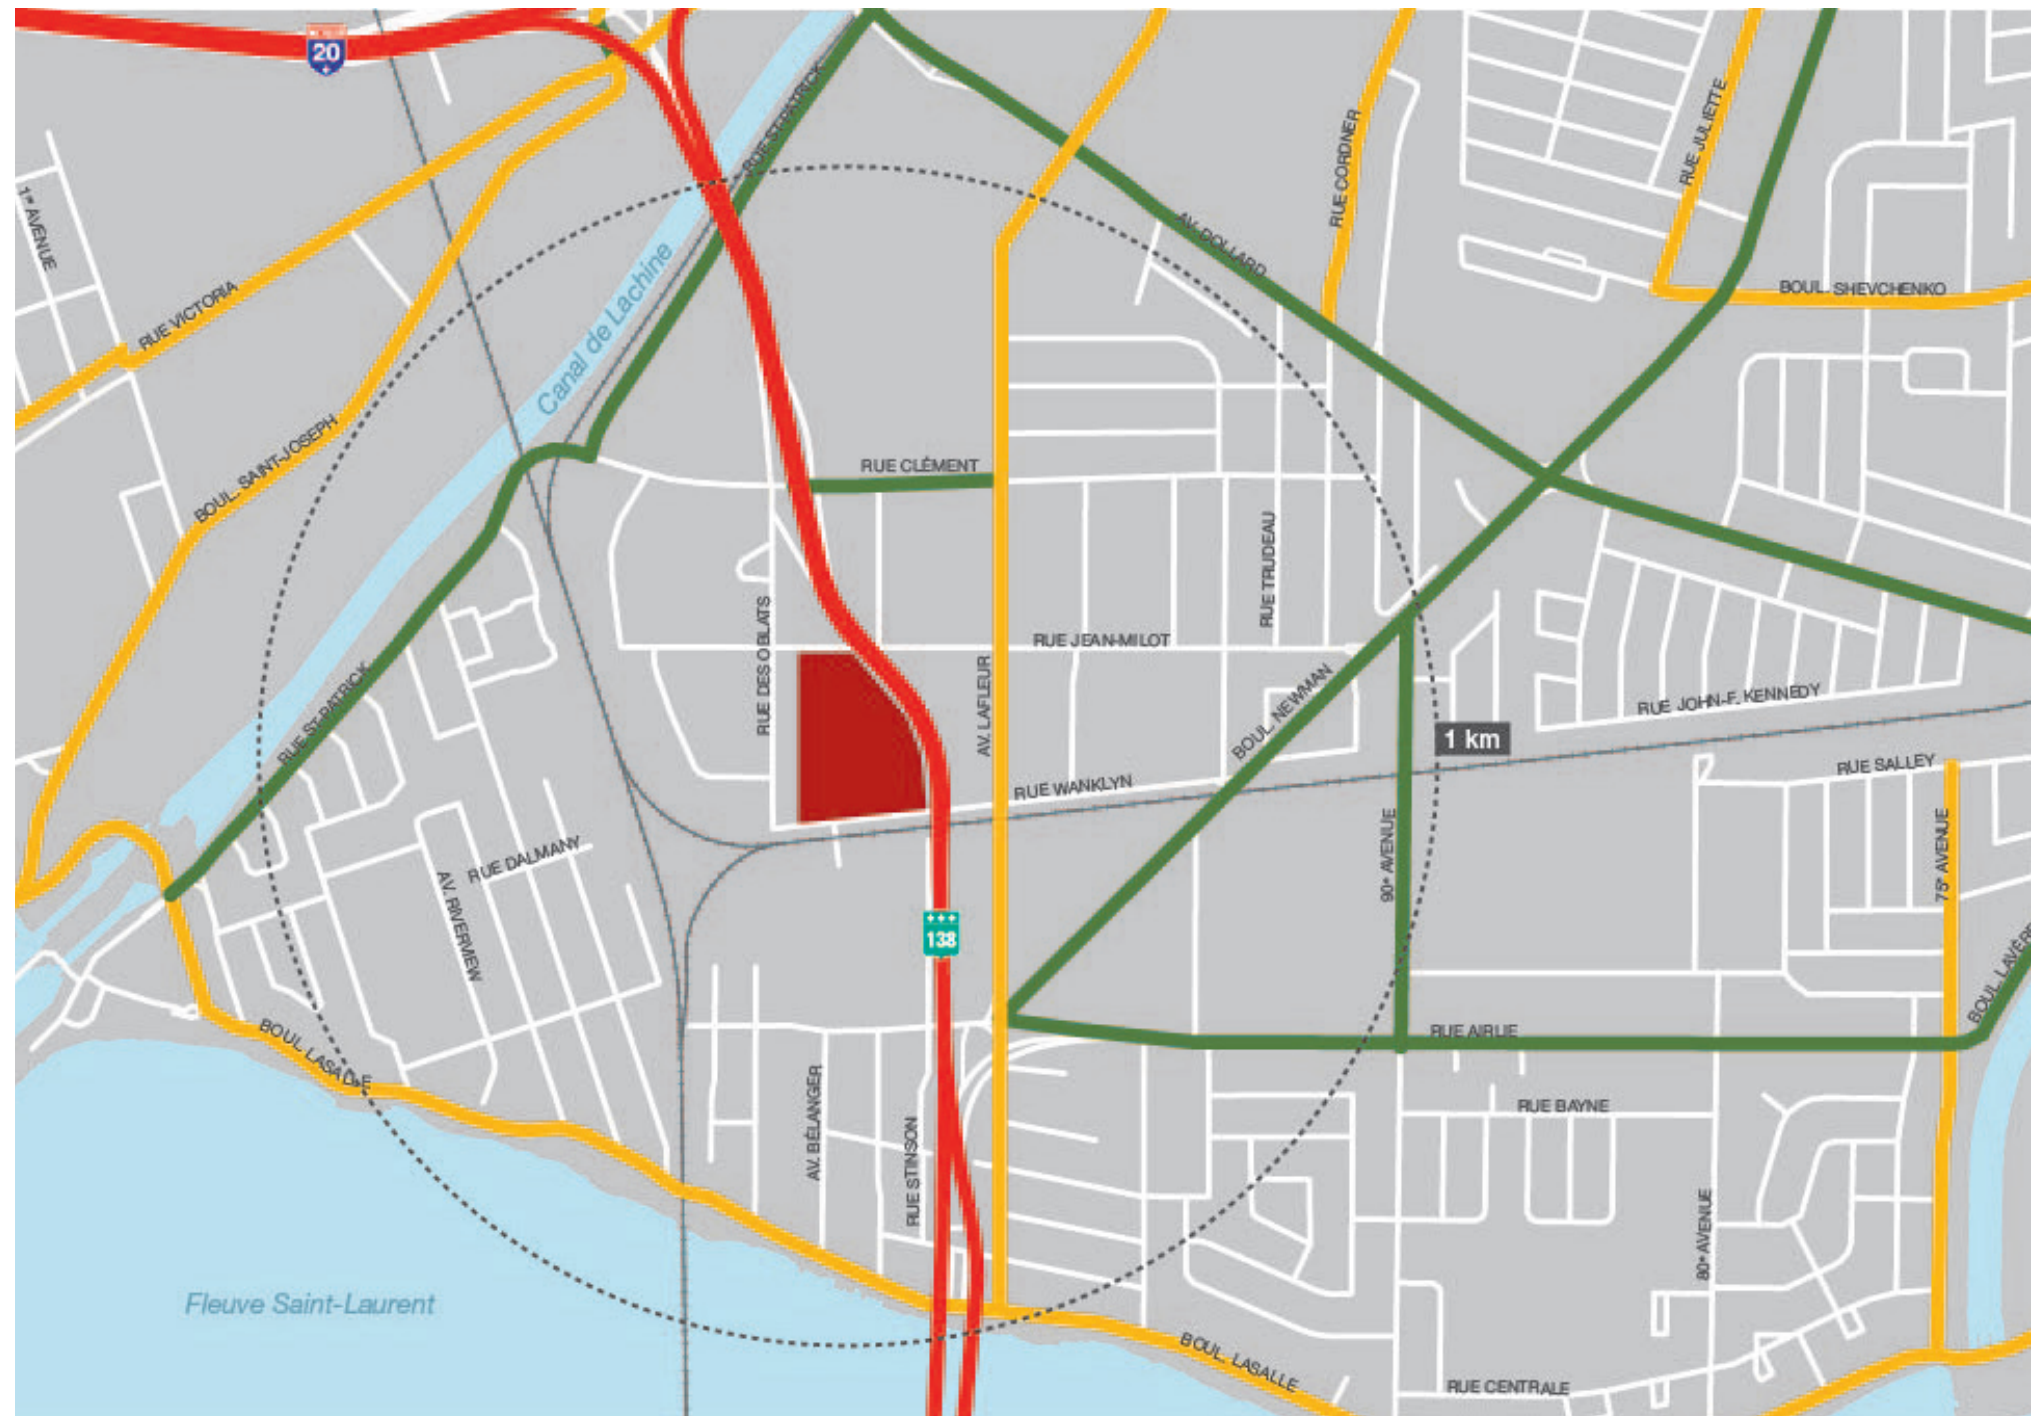 20
RUE ST-PATRICK
1re AVENUE
RUE JULIETTE
RUE CORDNER
AV. DOLLARD
RUE VICTORIA
Canal de Lachine
BOUL. SHEVCHENKO
BOUL. SAINT-JOSEPH
RUE CLÉMENT
RUE TRUDEAU
RUE DES OBLATS
RUE JEAN-MILOT
AV. LAFLEUR
BOUL. NEWMAN
RUE ST-PATRICK
RUE JOHN-F. KENNEDY
1 km
RUE SALLEY
RUE WANKLYN
90e AVENUE
75e AVENUE
RUE DALMANY
AV. RIVERVIEW
138
BOUL. LASALLE
RUE AIRLIE
AV. BÉLANGER
RUE STINSON
RUE BAYNE
80e AVENUE
Fleuve Saint-Laurent
BOUL. LASALLE
RUE CENTRALE